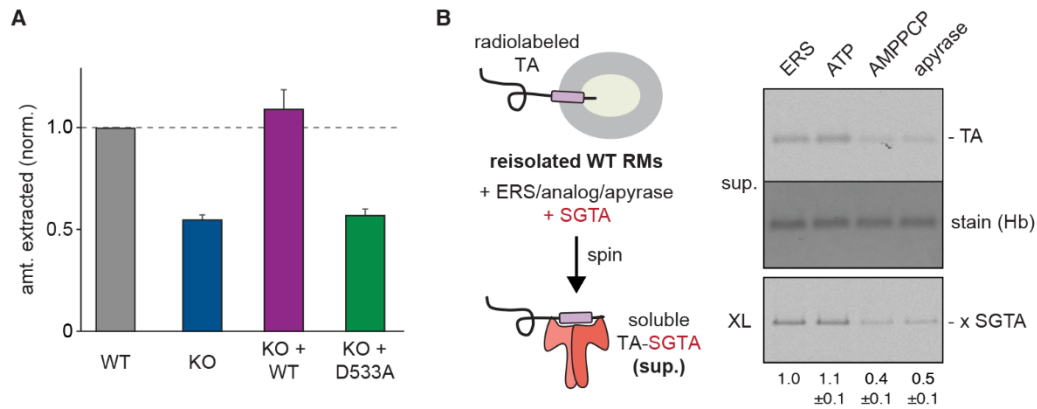 A
amt. extracted (norm.)
1.0
0.5
0
WT
KO
KO +
WT
KO +
D533A
B
radiolabeled
TA
reisolated WT RMs
+ ERS/analog/apyrase
+ SGTA
spin
soluble
TA-SGTA
(sup.)
ERS
ATP
AMPPCP
apyrase
- TA
sup.
stain (Hb)
XL
- x SGTA
1.0 1.1 0.4 0.5
±0.1 ±0.1 ±0.1